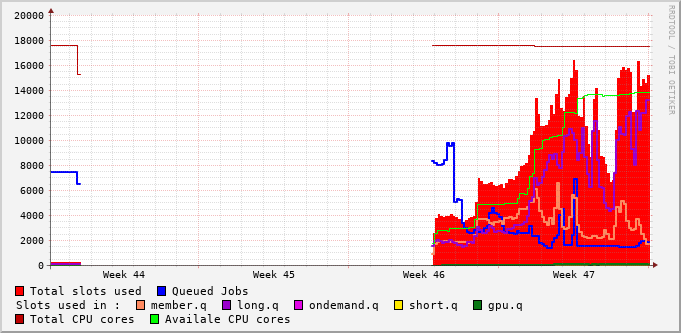 20000
18000
16000
14000
12000
10000
8000
6000
4000
2000
0
Week 44 Week 45 Week 46 Week 47
Total slots used Queued Jobs
Slots used in : member.q long.q ondemand.q short.q gpu.q
Total CPU cores Availale CPU cores
RRDTOOL / TOBI OETIKER